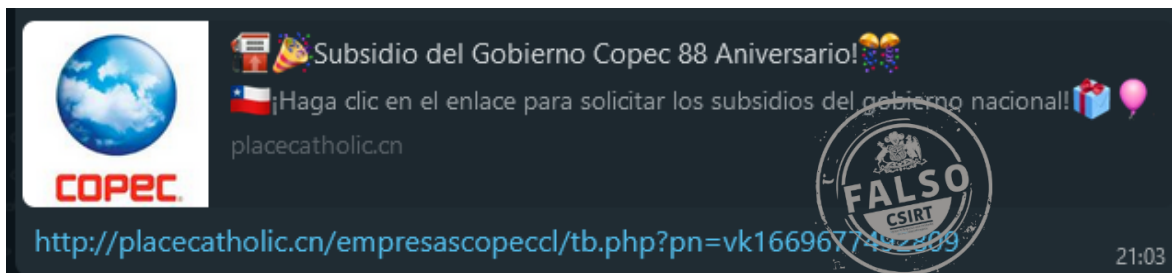 Subsidio del Gobierno Copec 88 Aniversario!
¡Haga clic en el enlace para solicitar los subsidios del gobierno nacional!
placecatholic.cn
COPEC
FALSO
CSIRT
http://placecatholic.cn/empresascopeccl/tb.php?pn=vk1669677492809
21:03